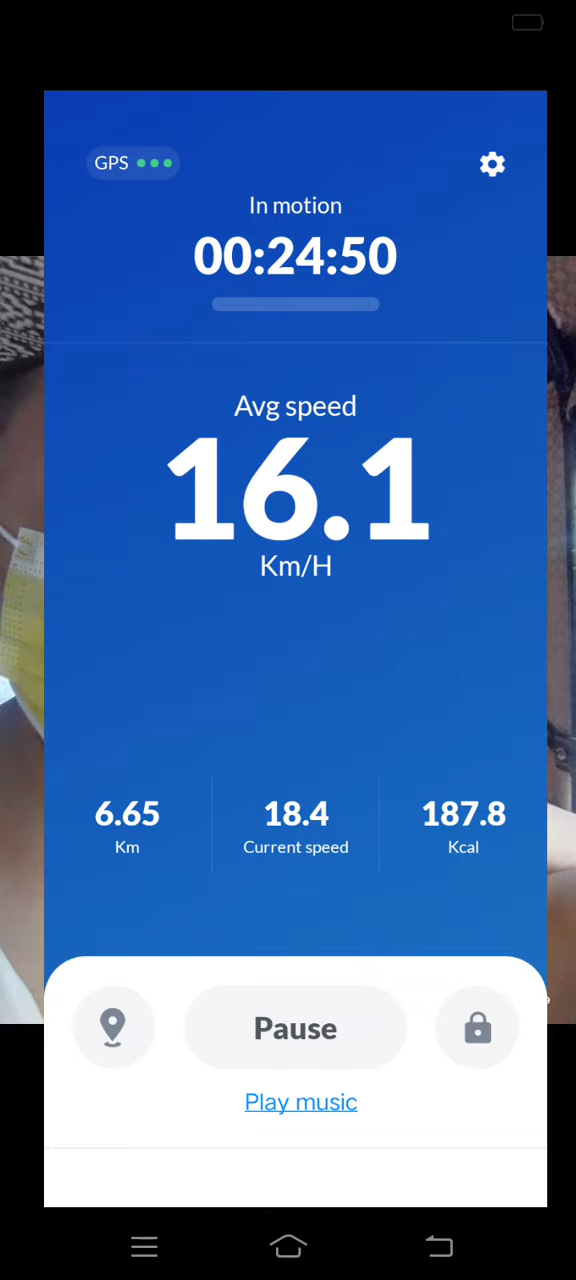 GPS
In motion
00:24:50
Avg speed
16.1
Km/H
6.65 18.4 187.8
Km Current speed Kcal
Pause
Play music